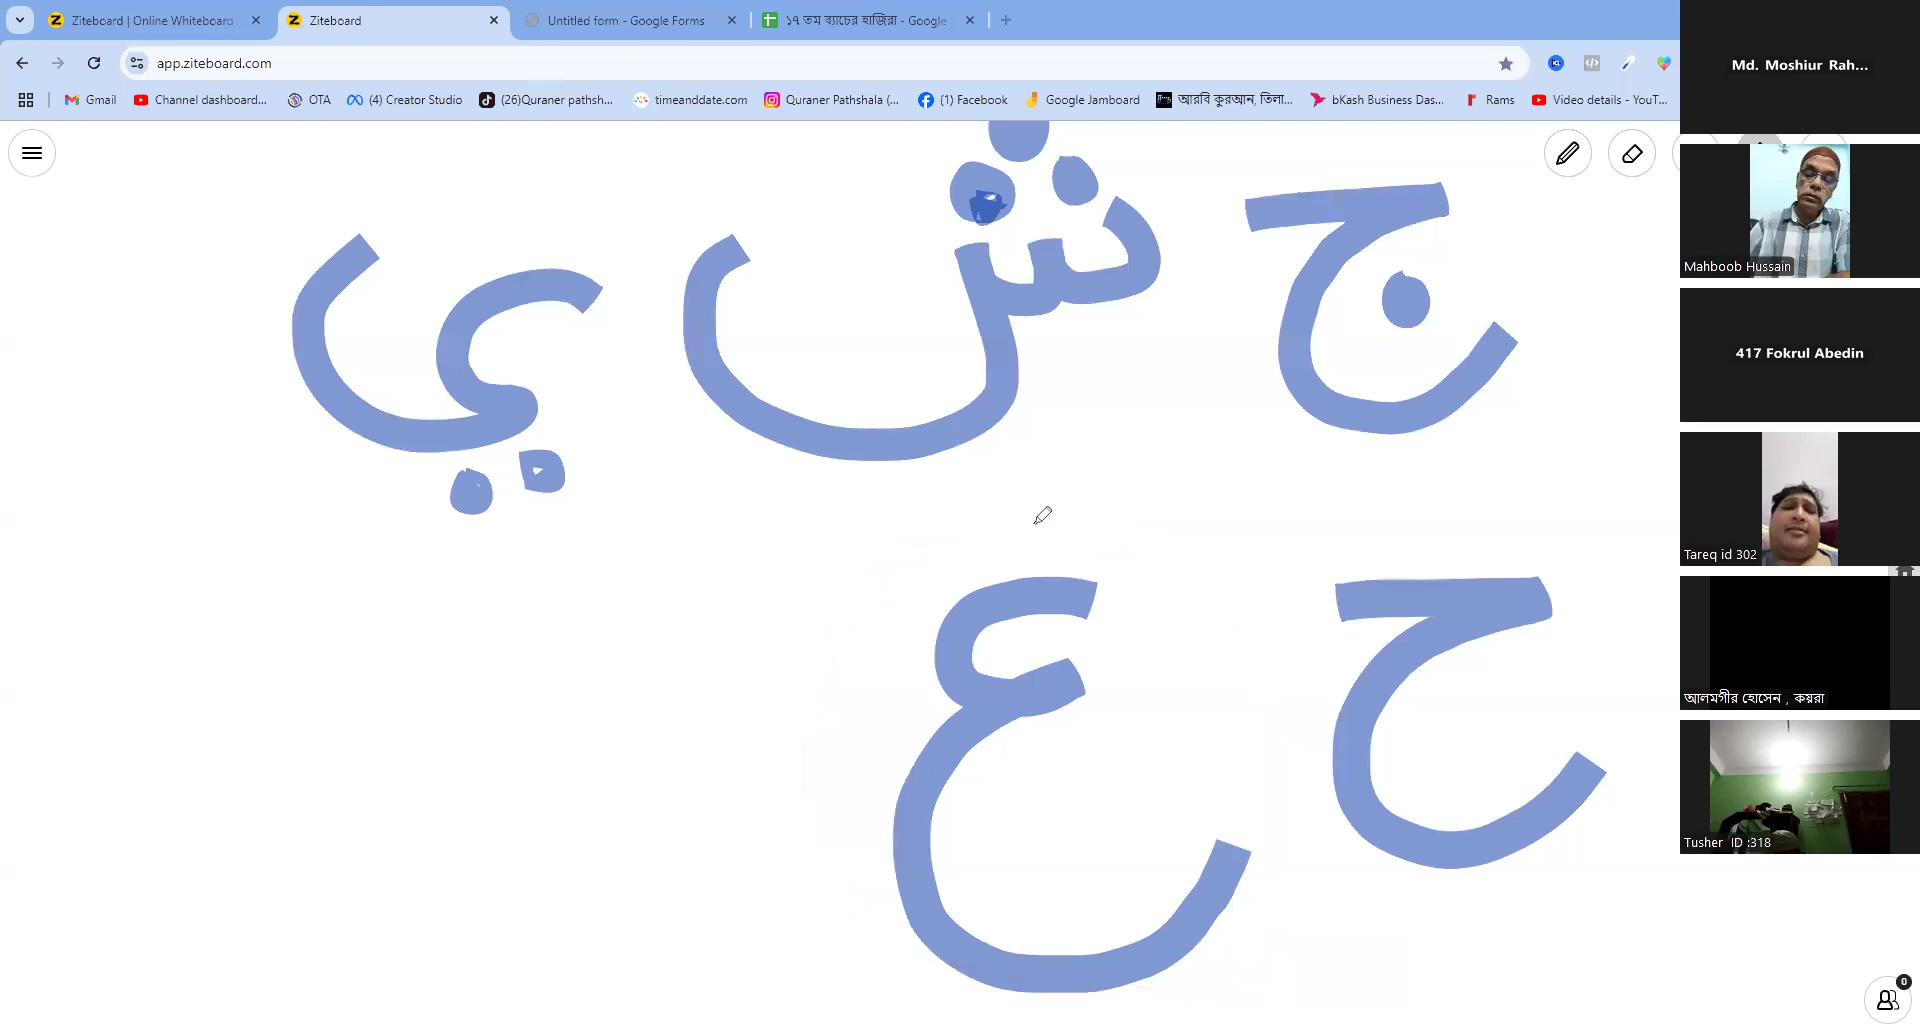 Ziteboard | Online Whiteboard
Ziteboard
Untitled form - Google Forms
১৭ তম ব্যাচের হাজিরা - Google
app.ziteboard.com
Gmail
Channel dashboard...
OTA
(4) Creator Studio
(26)Quraner pathsh...
timeanddate.com
Quraner Pathshala (...
(1) Facebook
Google Jamboard
আরবি কুরআন, তিলা...
bKash Business Das...
Rams
Video details - YouT...
ج ش ي
ح ع
Md. Moshiur Rah...
Mahboob Hussain
417 Fokrul Abedin
Tareq id 302
আলমগীর হোসেন , কয়রা
Tusher ID :318
0